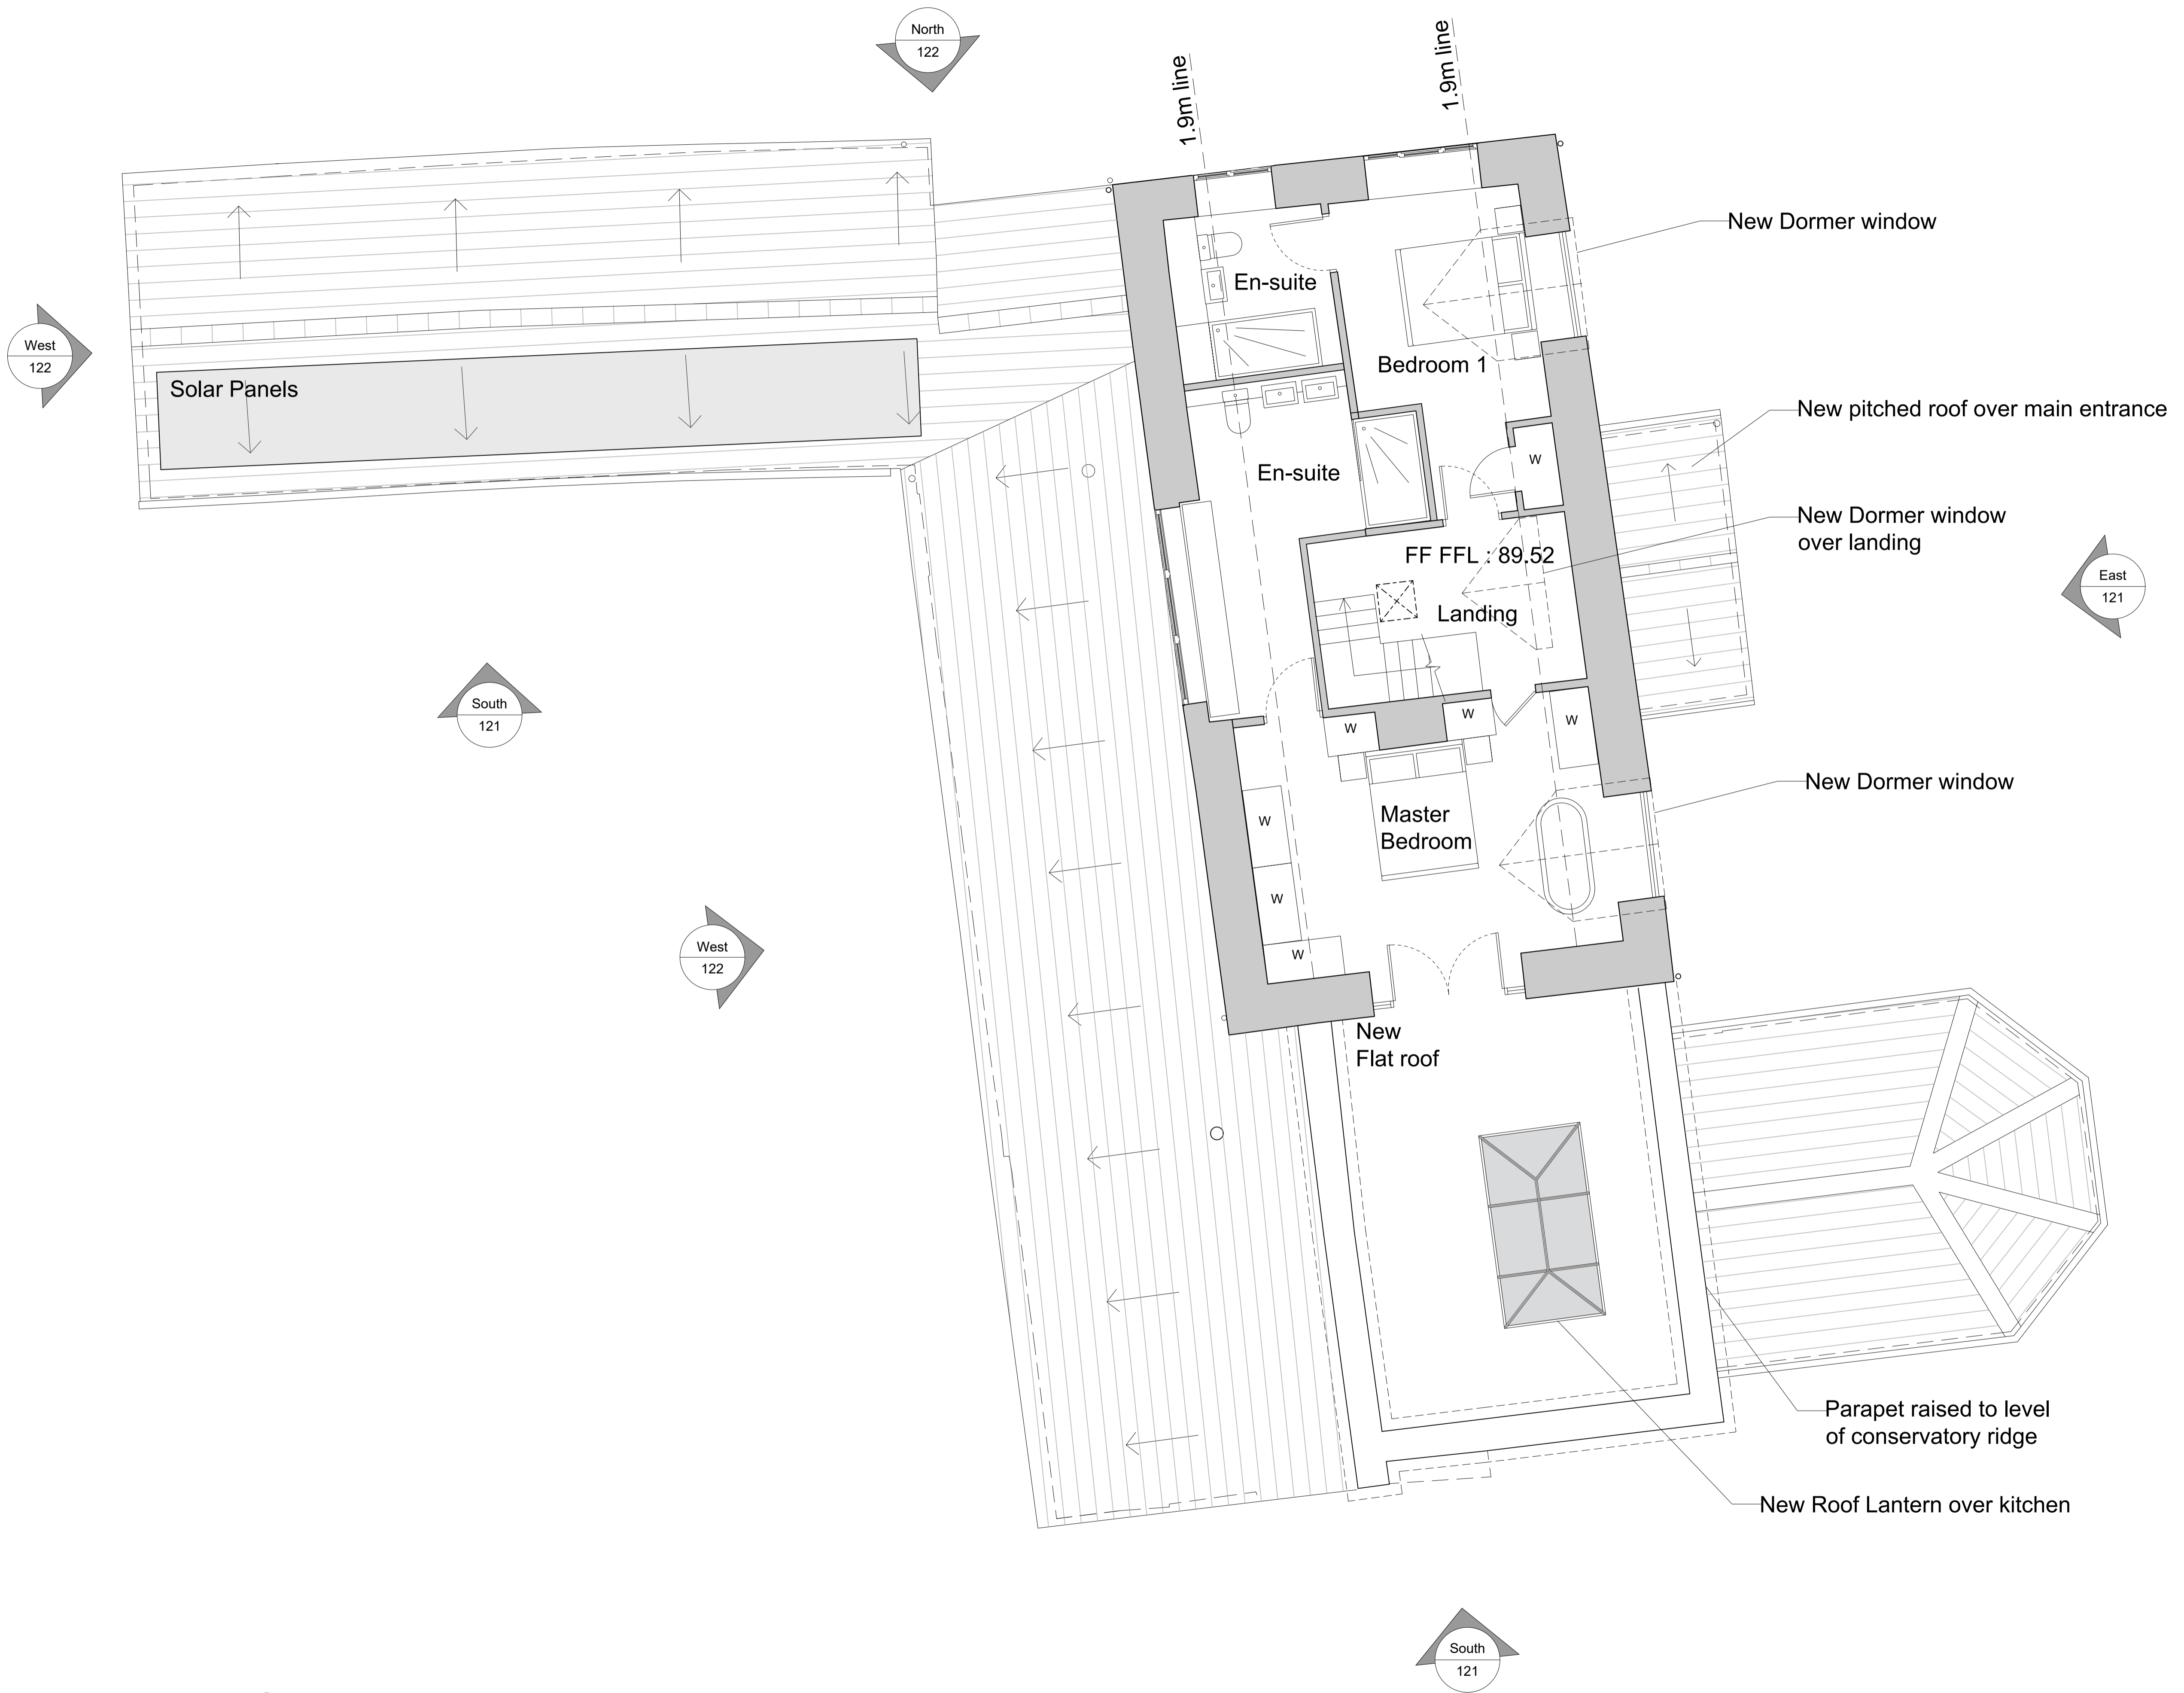 North
122
1.9m line
1.9m line
New Dormer window
En-suite
West
122
Bedroom 1
Solar Panels
New pitched roof over main entrance
W
En-suite
New Dormer window
over landing
FF FFL : 89.52
East
121
Landing
South
121
W
W
W
New Dormer window
Master
Bedroom
W
W
W
West
122
New
Flat roof
Parapet raised to level
of conservatory ridge
New Roof Lantern over kitchen
South
121